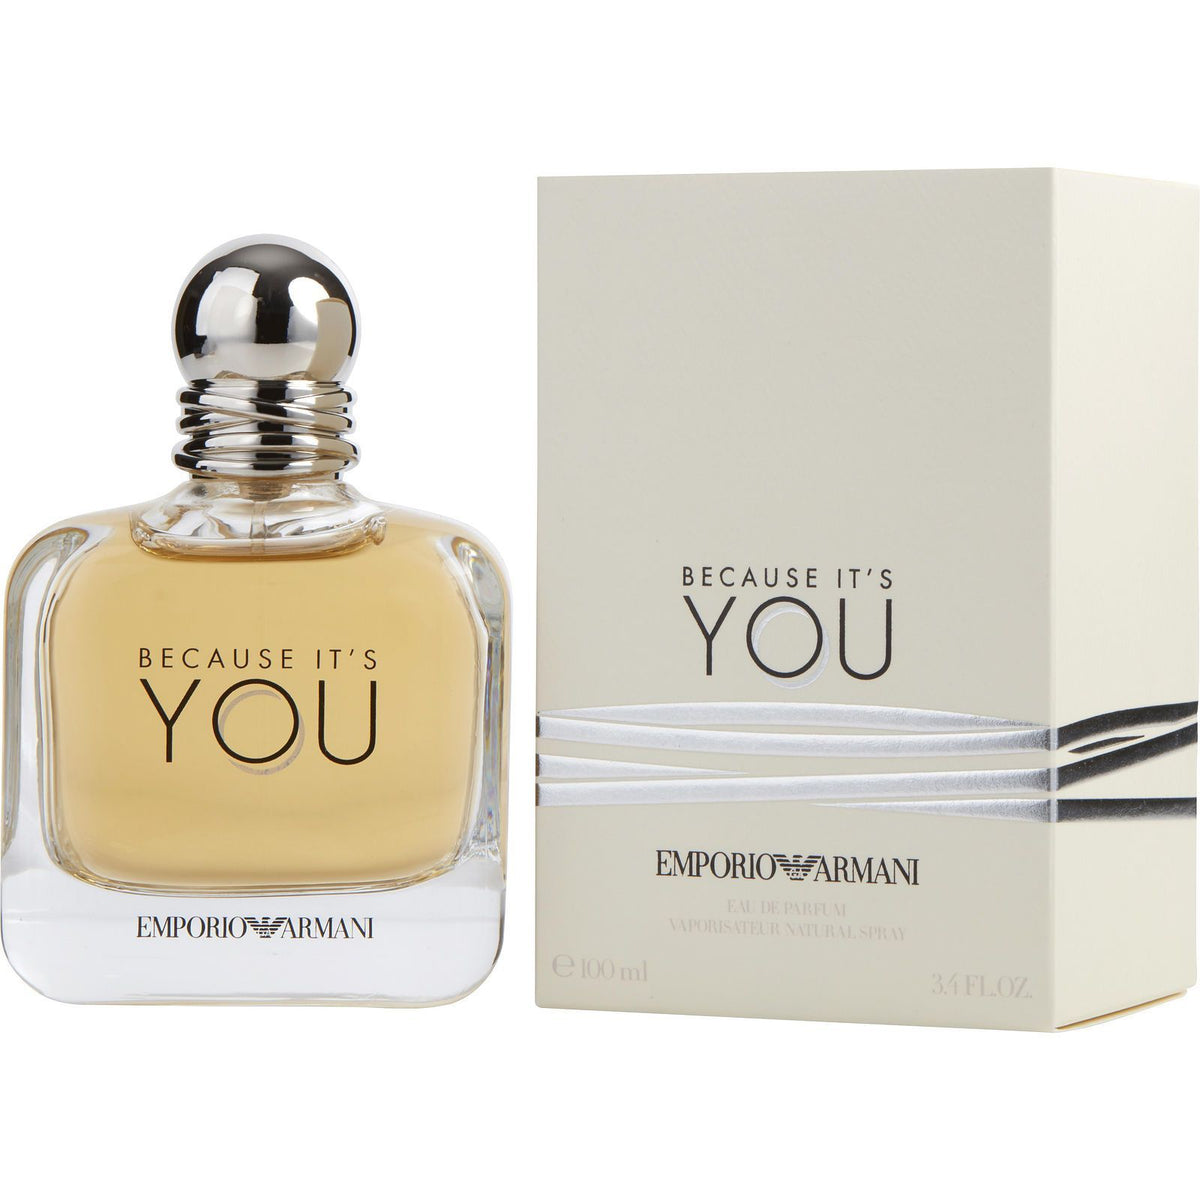 BECAUSE IT'S
YOU
EMPORIO ARMANI
BECAUSE IT'S
YOU
EMPORIO ARMANI
EAU DE PARFUM
VAPORISATEUR NATURAL SPRAY
e 100 ml
3.4 FL.OZ.